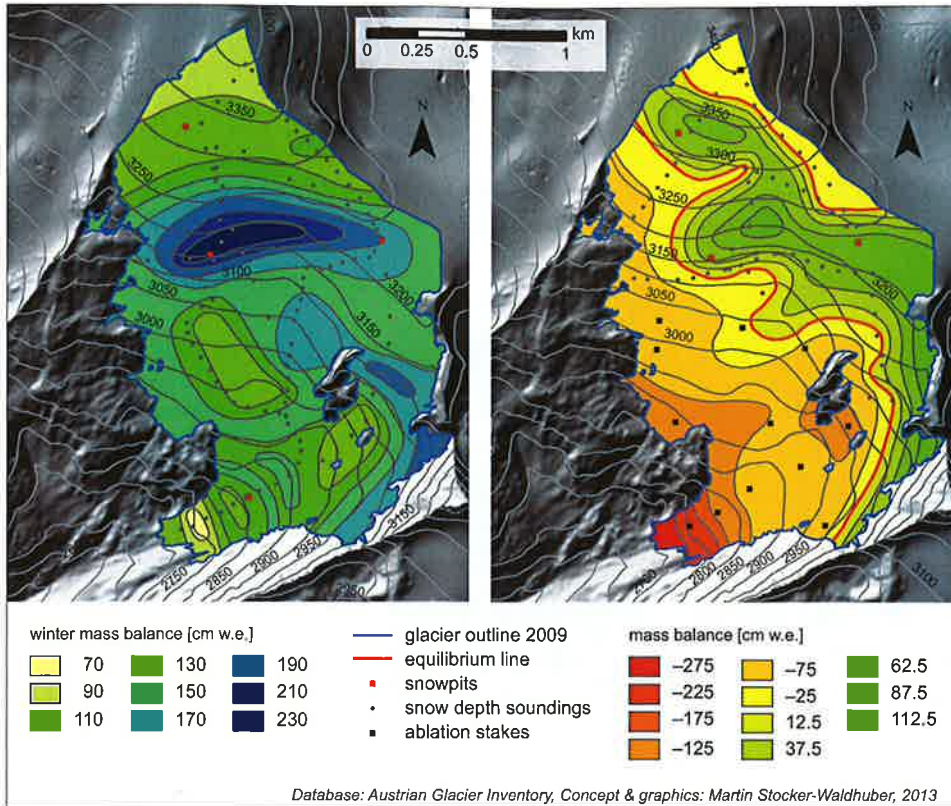 km
0 0.25 0.5 1
N
N
3350
3250
3100
3050
3000
3200
3150
3150
2750
2850
2900
2950
3350
3300
3250
3150
3050
3000
3200
2800
2850
2900
2950
3100
winter mass balance [cm w.e.]
70 130 190
90 150 210
110 170 230
glacier outline 2009
equilibrium line
snowpits
snow depth soundings
ablation stakes
mass balance [cm w.e.]
−275 −75 62.5
−225 −25 87.5
−175 12.5 112.5
−125 37.5
Database: Austrian Glacier Inventory, Concept & graphics: Martin Stocker-Waldhuber, 2013